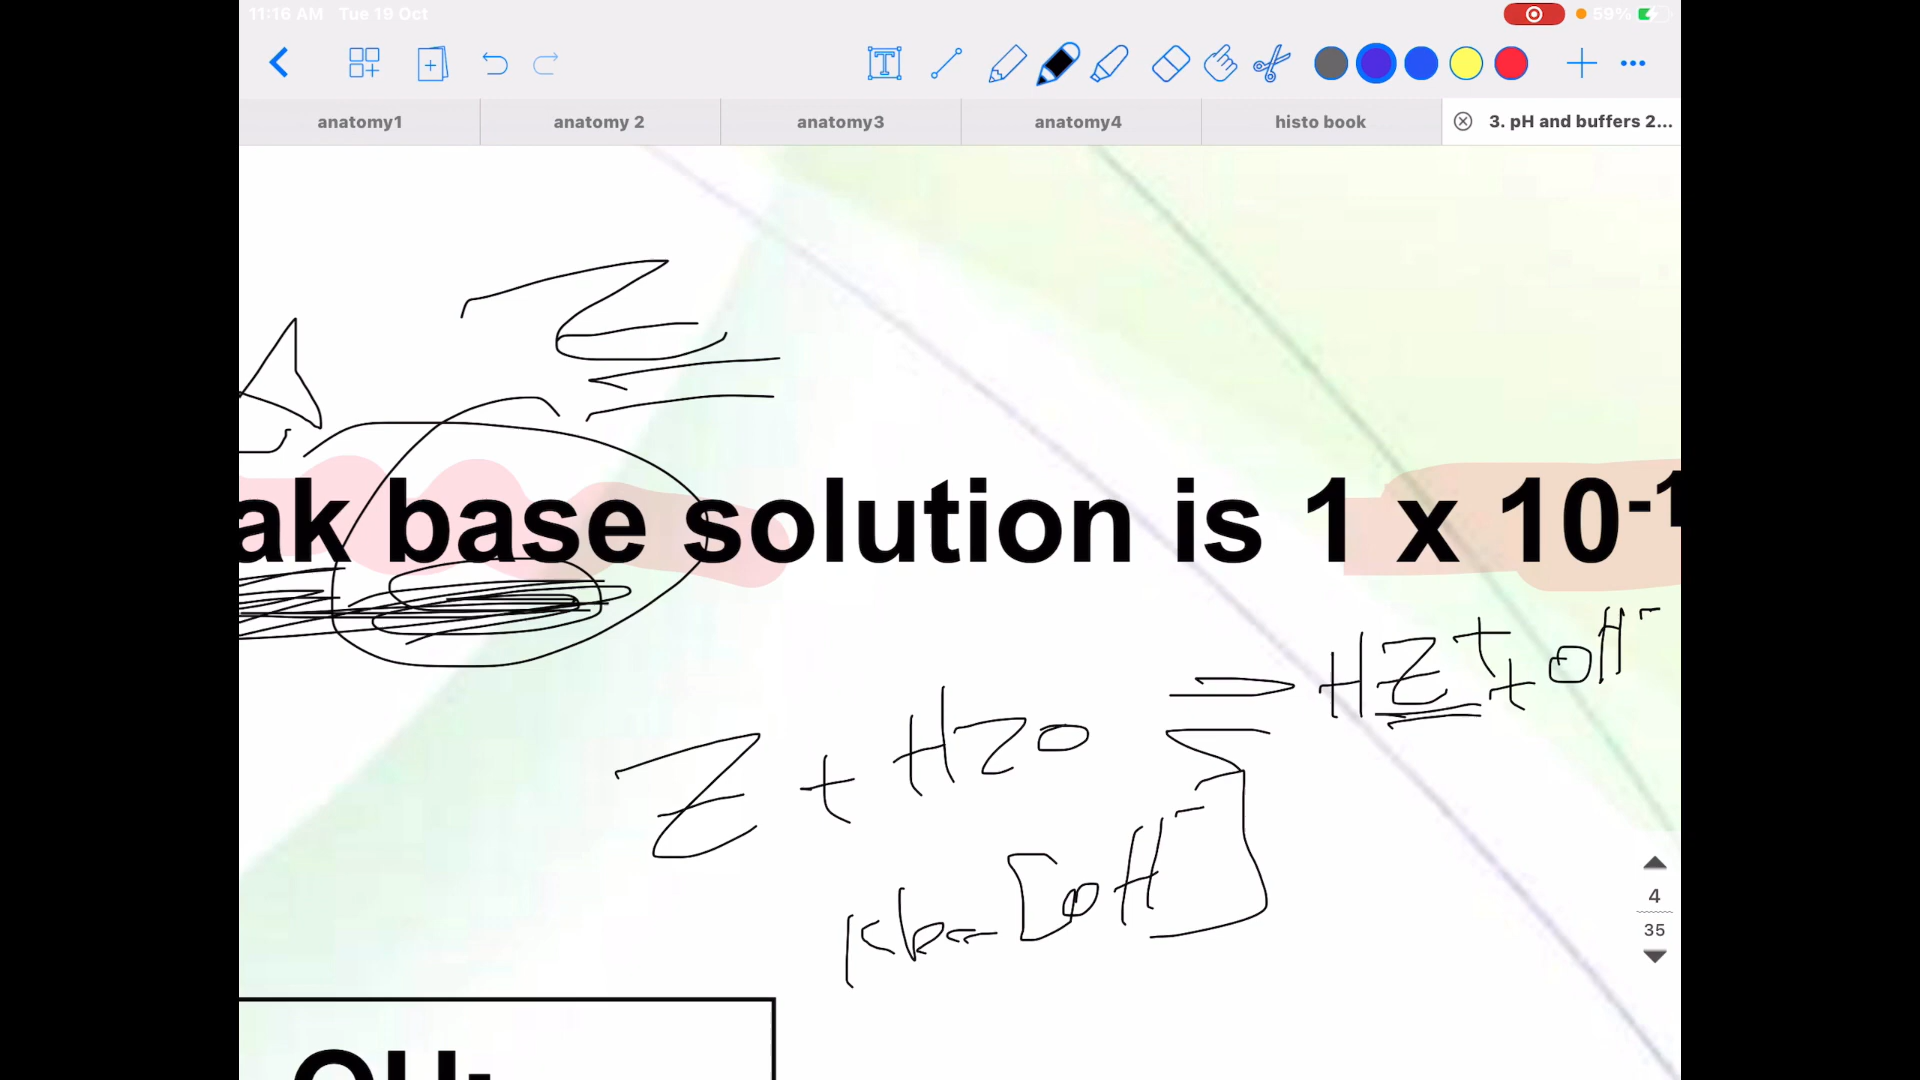 11:16 AM Tue 19 Oct
59%
T
anatomy1
anatomy 2
anatomy3
anatomy4
histo book
3. pH and buffers 2...
Z
ak base solution is 1 x 10-1
Z + H2O ⇌ HZ+ + OH-
Kb = [OH-]
4
35
OH: